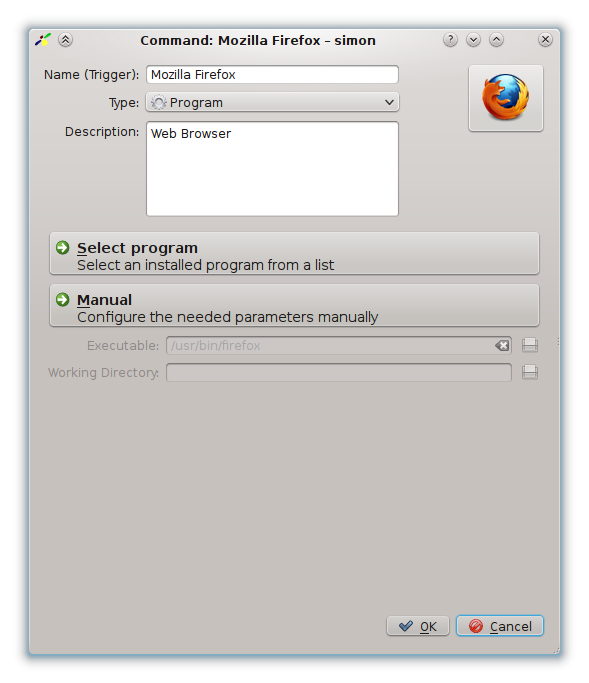 Command: Mozilla Firefox – simon
Name (Trigger): Mozilla Firefox
Type: Program
Description: Web Browser
Select program
Select an installed program from a list
Manual
Configure the needed parameters manually
Executable: /usr/bin/firefox
Working Directory:
OK Cancel